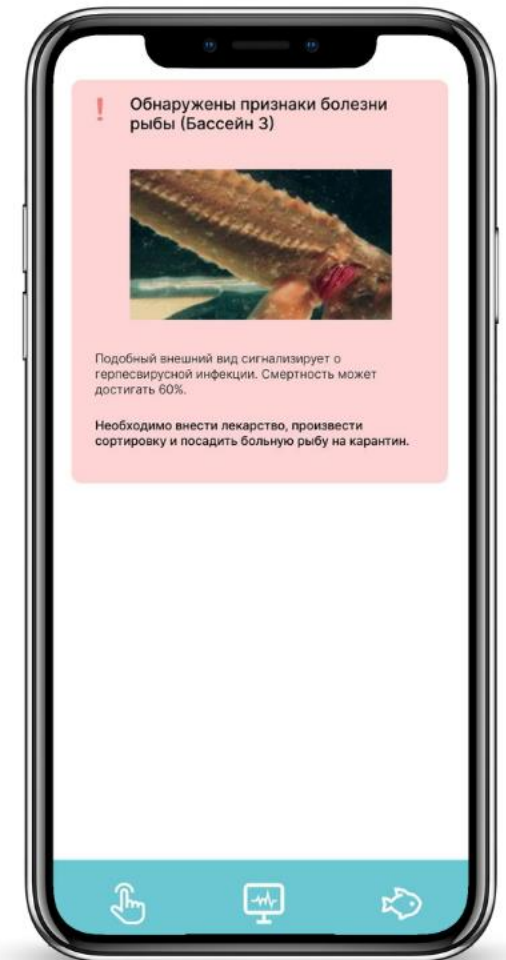 ! Обнаружены признаки болезни
рыбы (Бассейн 3)
Подобный внешний вид сигнализирует о
герпесвирусной инфекции. Смертность может
достигать 60%.
Необходимо внести лекарство, произвести
сортировку и посадить больную рыбу на карантин.